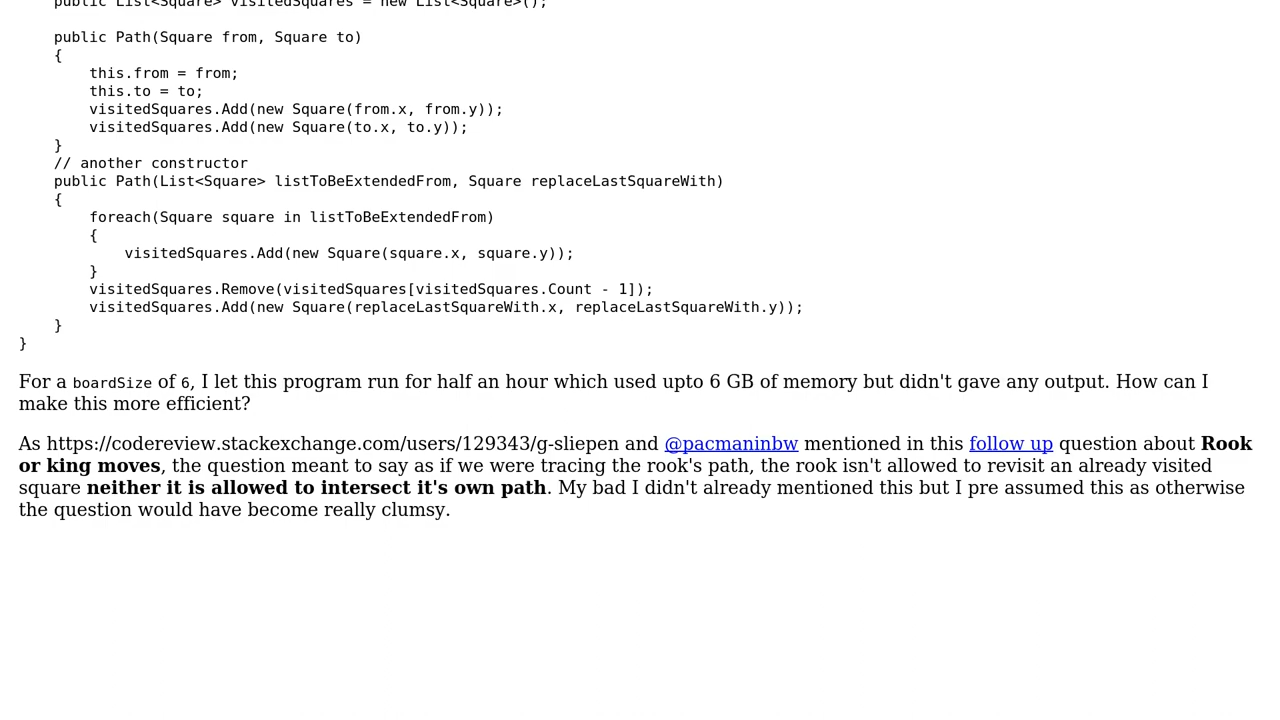 public List<Square> visitedSquares = new List<Square>();
public Path(Square from, Square to)
{
this.from = from;
this.to = to;
visitedSquares.Add(new Square(from.x, from.y));
visitedSquares.Add(new Square(to.x, to.y));
}
// another constructor
public Path(List<Square> listToBeExtendedFrom, Square replaceLastSquareWith)
{
foreach(Square square in listToBeExtendedFrom)
{
visitedSquares.Add(new Square(square.x, square.y));
}
visitedSquares.Remove(visitedSquares[visitedSquares.Count - 1]);
visitedSquares.Add(new Square(replaceLastSquareWith.x, replaceLastSquareWith.y));
}
}
For a boardSize of 6, I let this program run for half an hour which used upto 6 GB of memory but didn't gave any output. How can I
make this more efficient?
As https://codereview.stackexchange.com/users/129343/g-sliepen and @pacmaninbw mentioned in this follow up question about Rook
or king moves, the question meant to say as if we were tracing the rook's path, the rook isn't allowed to revisit an already visited
square neither it is allowed to intersect it's own path. My bad I didn't already mentioned this but I pre assumed this as otherwise
the question would have become really clumsy.